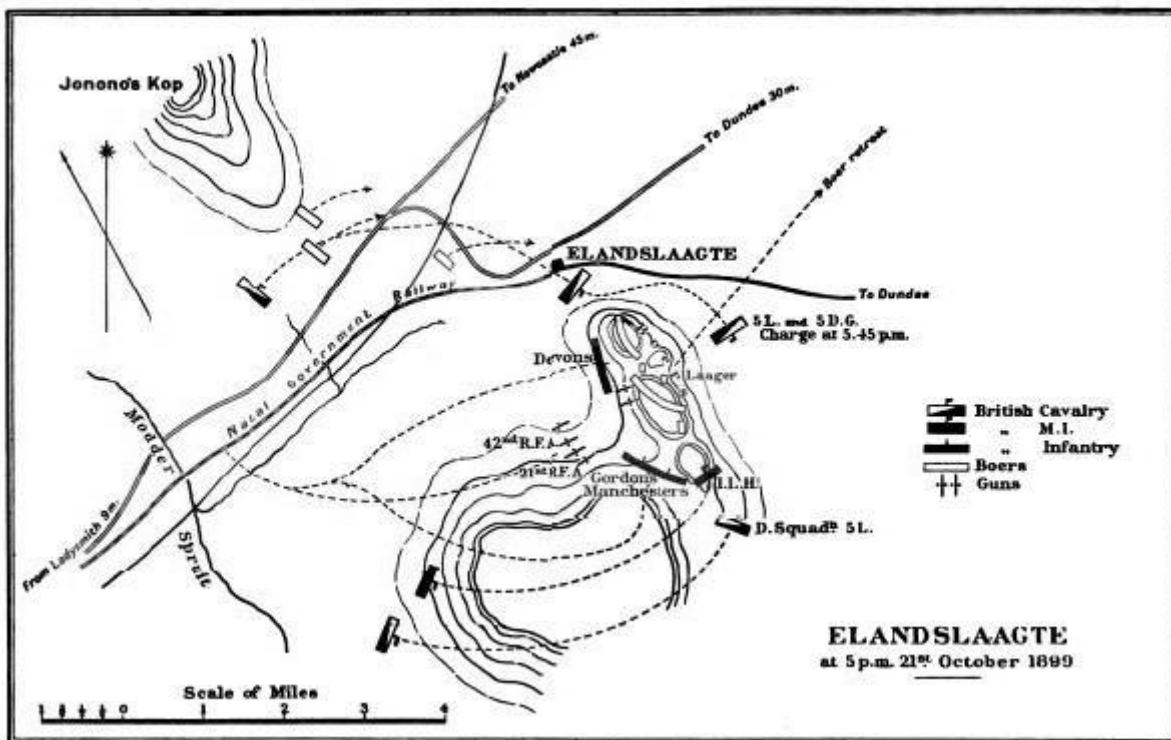 Jonono's Kop
To Newcastle 45 m.
To Dundee 30 m.
Boer retreat
ELANDSLAAGTE
To Dundee
5 L. and 5 D.G.
Charge at 5.45 p.m.
Natal Government Railway
Devons
Laager
42nd R.F.A.
21st R.F.A.
Gordons
Manchesters
I.L.H.
D. Squadn. 5 L.
Modder Spruit
From Ladysmith 9 m.
British Cavalry
„ M.I.
„ Infantry
Boers
Guns
ELANDSLAAGTE
at 5 p.m. 21st October 1899
Scale of Miles
1 0 1 2 3 4